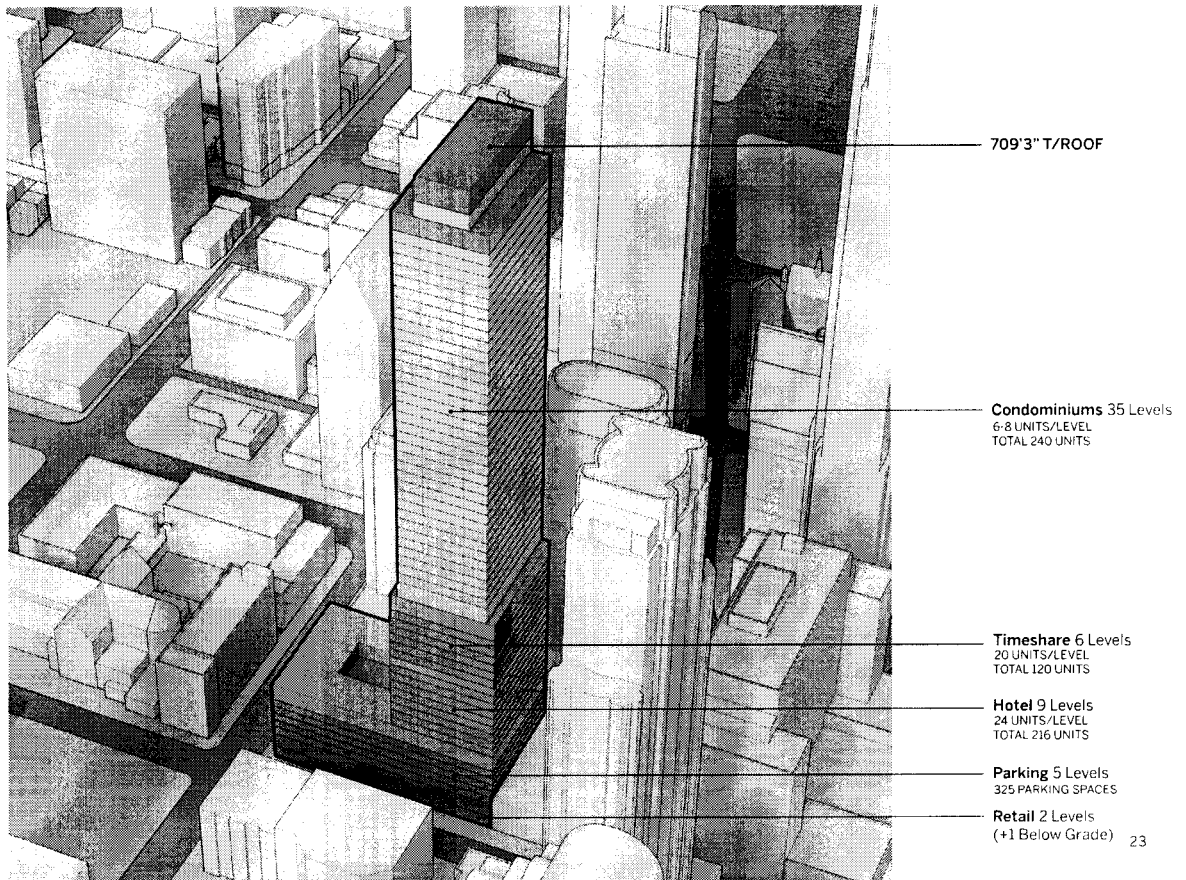 709'3" T/ROOF
Condominiums 35 Levels
6-8 UNITS/LEVEL
TOTAL 240 UNITS
Timeshare 6 Levels
20 UNITS/LEVEL
TOTAL 120 UNITS
Hotel 9 Levels
24 UNITS/LEVEL
TOTAL 216 UNITS
Parking 5 Levels
325 PARKING SPACES
Retail 2 Levels
(+1 Below Grade)
23